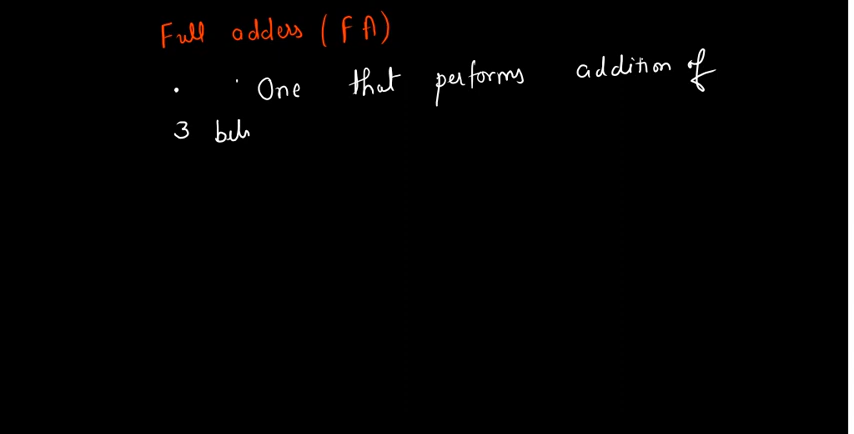 Full adder (FA)
. One that performs addition of
3 bits